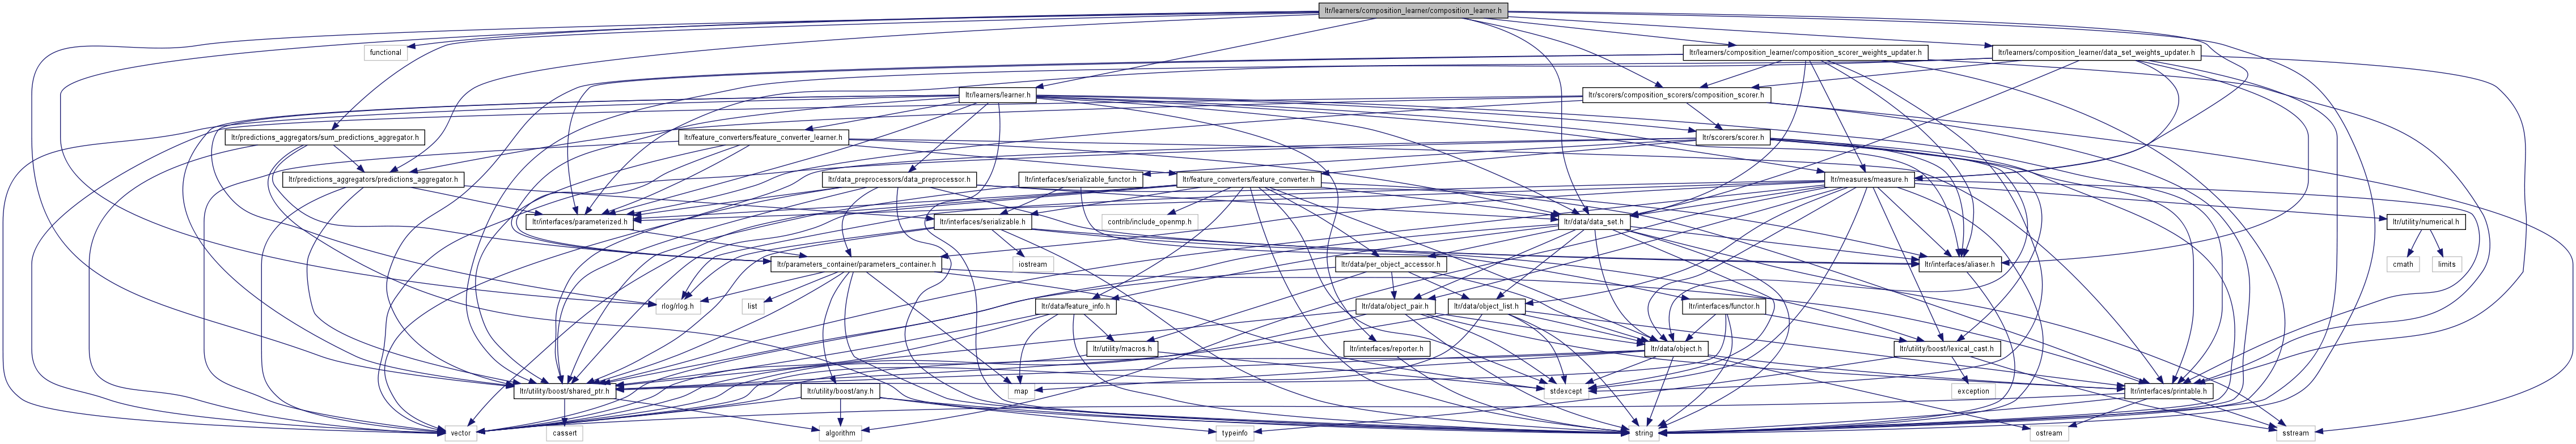 ltr/learners/composition_learner/composition_learner.h
functional
ltr/learners/composition_learner/composition_scorer_weights_updater.h
ltr/learners/composition_learner/data_set_weights_updater.h
ltr/learners/learner.h
ltr/scorers/composition_scorers/composition_scorer.h
ltr/predictions_aggregators/sum_predictions_aggregator.h
ltr/feature_converters/feature_converter_learner.h
ltr/scorers/scorer.h
ltr/predictions_aggregators/predictions_aggregator.h
ltr/data_preprocessors/data_preprocessor.h
ltr/interfaces/serializable_functor.h
ltr/feature_converters/feature_converter.h
ltr/measures/measure.h
ltr/interfaces/parameterized.h
ltr/interfaces/serializable.h
contrib/include_openmp.h
ltr/data/data_set.h
ltr/utility/numerical.h
ltr/parameters_container/parameters_container.h
iostream
ltr/data/per_object_accessor.h
ltr/interfaces/aliaser.h
cmath
limits
rlog/rlog.h
list
ltr/data/feature_info.h
ltr/data/object_pair.h
ltr/data/object_list.h
ltr/interfaces/functor.h
ltr/utility/macros.h
ltr/interfaces/reporter.h
ltr/data/object.h
ltr/utility/boost/lexical_cast.h
ltr/utility/boost/shared_ptr.h
ltr/utility/boost/any.h
map
stdexcept
exception
ltr/interfaces/printable.h
vector
cassert
algorithm
typeinfo
string
ostream
sstream